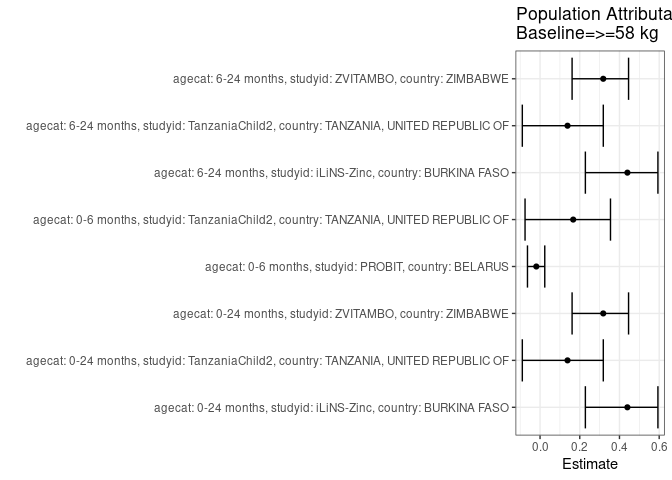 Population Attributa
Baseline=>=58 kg
agecat: 6-24 months, studyid: ZVITAMBO, country: ZIMBABWE
agecat: 6-24 months, studyid: TanzaniaChild2, country: TANZANIA, UNITED REPUBLIC OF
agecat: 6-24 months, studyid: iLiNS-Zinc, country: BURKINA FASO
agecat: 0-6 months, studyid: TanzaniaChild2, country: TANZANIA, UNITED REPUBLIC OF
agecat: 0-6 months, studyid: PROBIT, country: BELARUS
agecat: 0-24 months, studyid: ZVITAMBO, country: ZIMBABWE
agecat: 0-24 months, studyid: TanzaniaChild2, country: TANZANIA, UNITED REPUBLIC OF
agecat: 0-24 months, studyid: iLiNS-Zinc, country: BURKINA FASO
0.0 0.2 0.4 0.6
Estimate